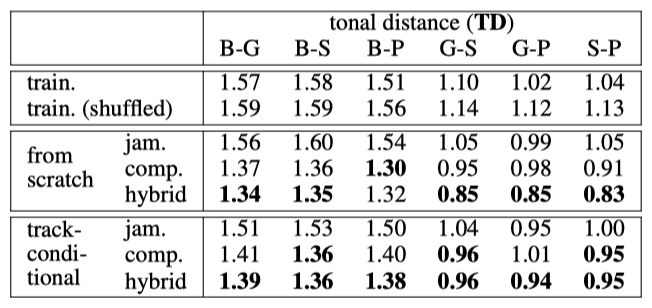 tonal distance (TD)
B-G B-S B-P G-S G-P S-P
train. 1.57 1.58 1.51 1.10 1.02 1.04
train. (shuffled) 1.59 1.59 1.56 1.14 1.12 1.13
from scratch
jam. 1.56 1.60 1.54 1.05 0.99 1.05
comp. 1.37 1.36 1.30 0.95 0.98 0.91
hybrid 1.34 1.35 1.32 0.85 0.85 0.83
track-
condi-
tional
jam. 1.51 1.53 1.50 1.04 0.95 1.00
comp. 1.41 1.36 1.40 0.96 1.01 0.95
hybrid 1.39 1.36 1.38 0.96 0.94 0.95